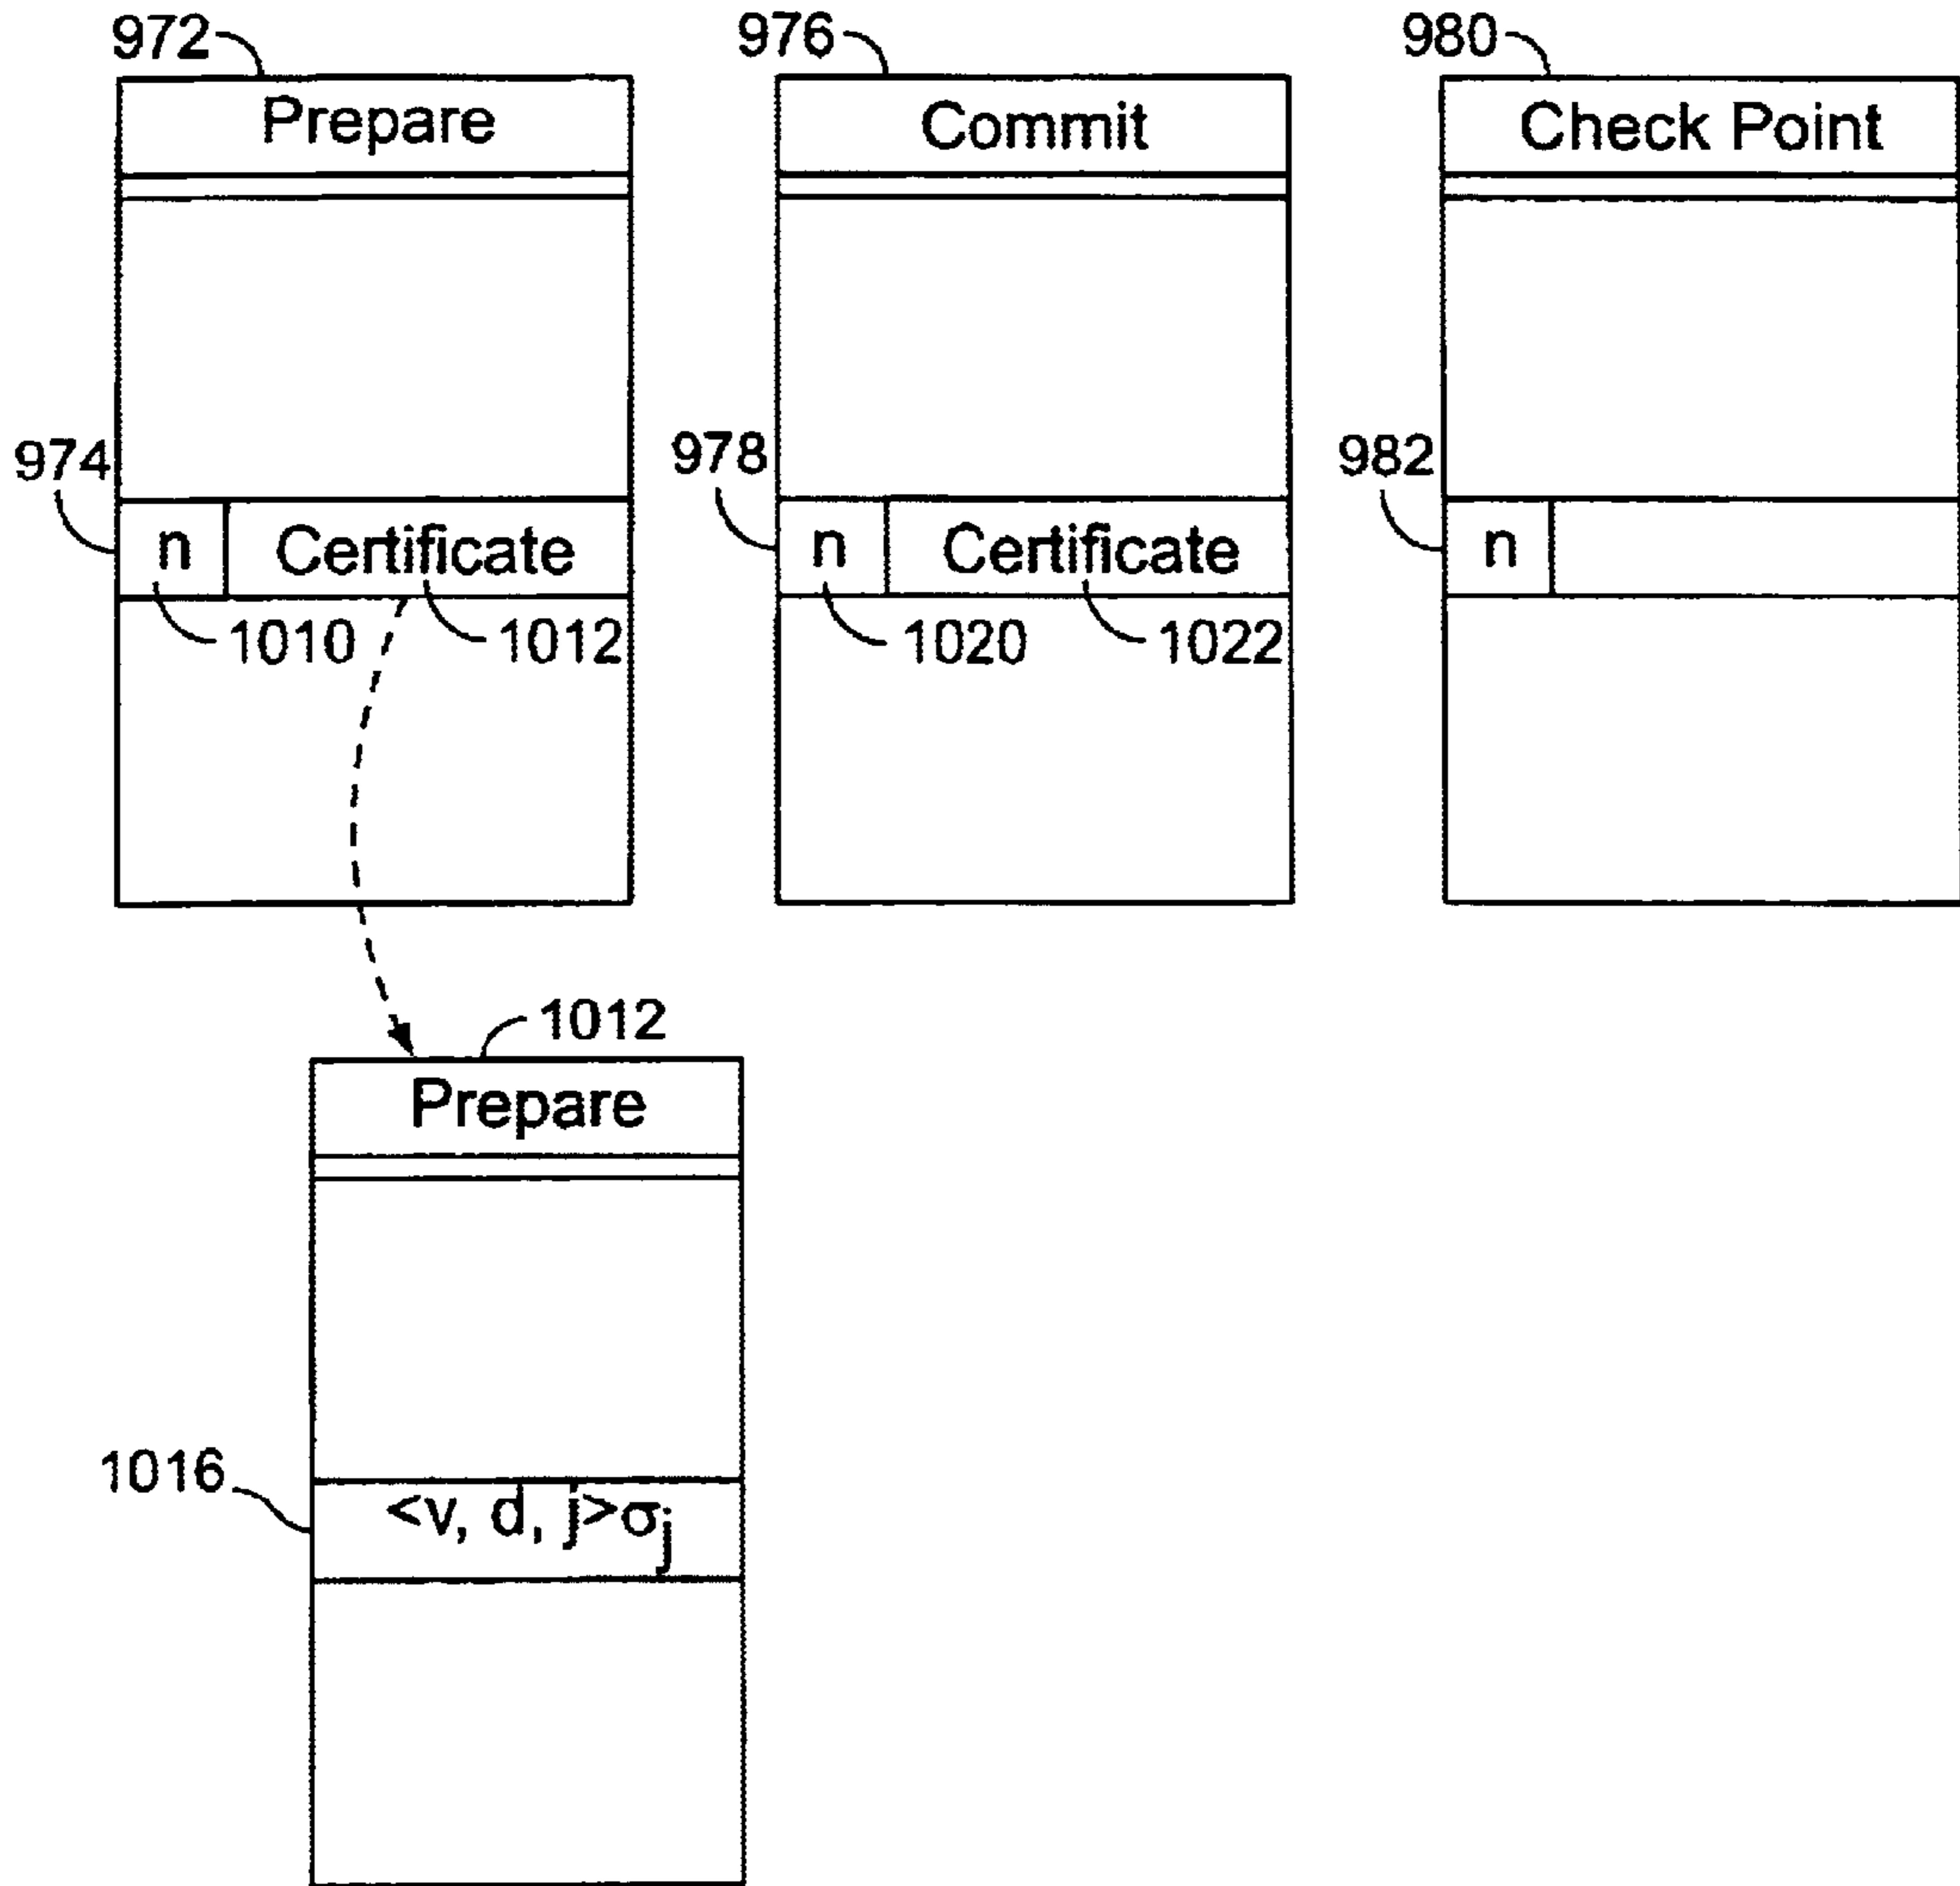 972 976 980
Prepare Commit Check Point
974 978 982
n Certificate n Certificate n
1010 1012 1020 1022
1012
Prepare
1016
<v, d, j>σj